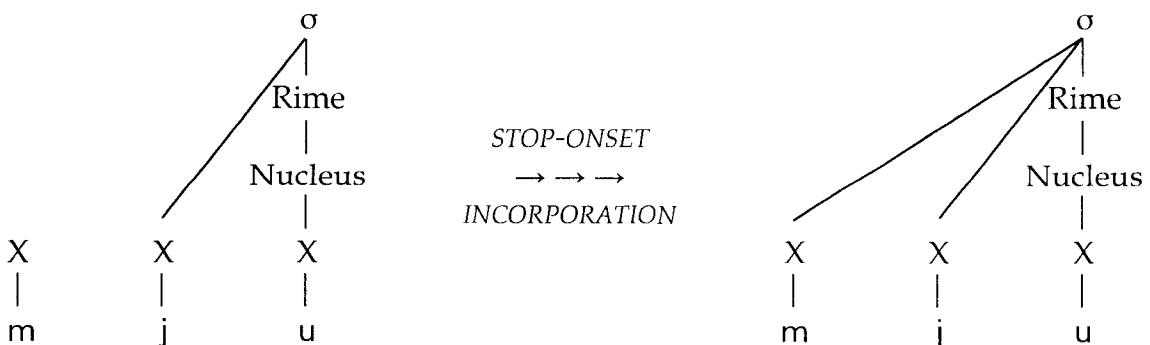 σ σ
Rime Rime
STOP-ONSET
Nucleus → → → Nucleus
INCORPORATION
X X X X X X
m j u m j u